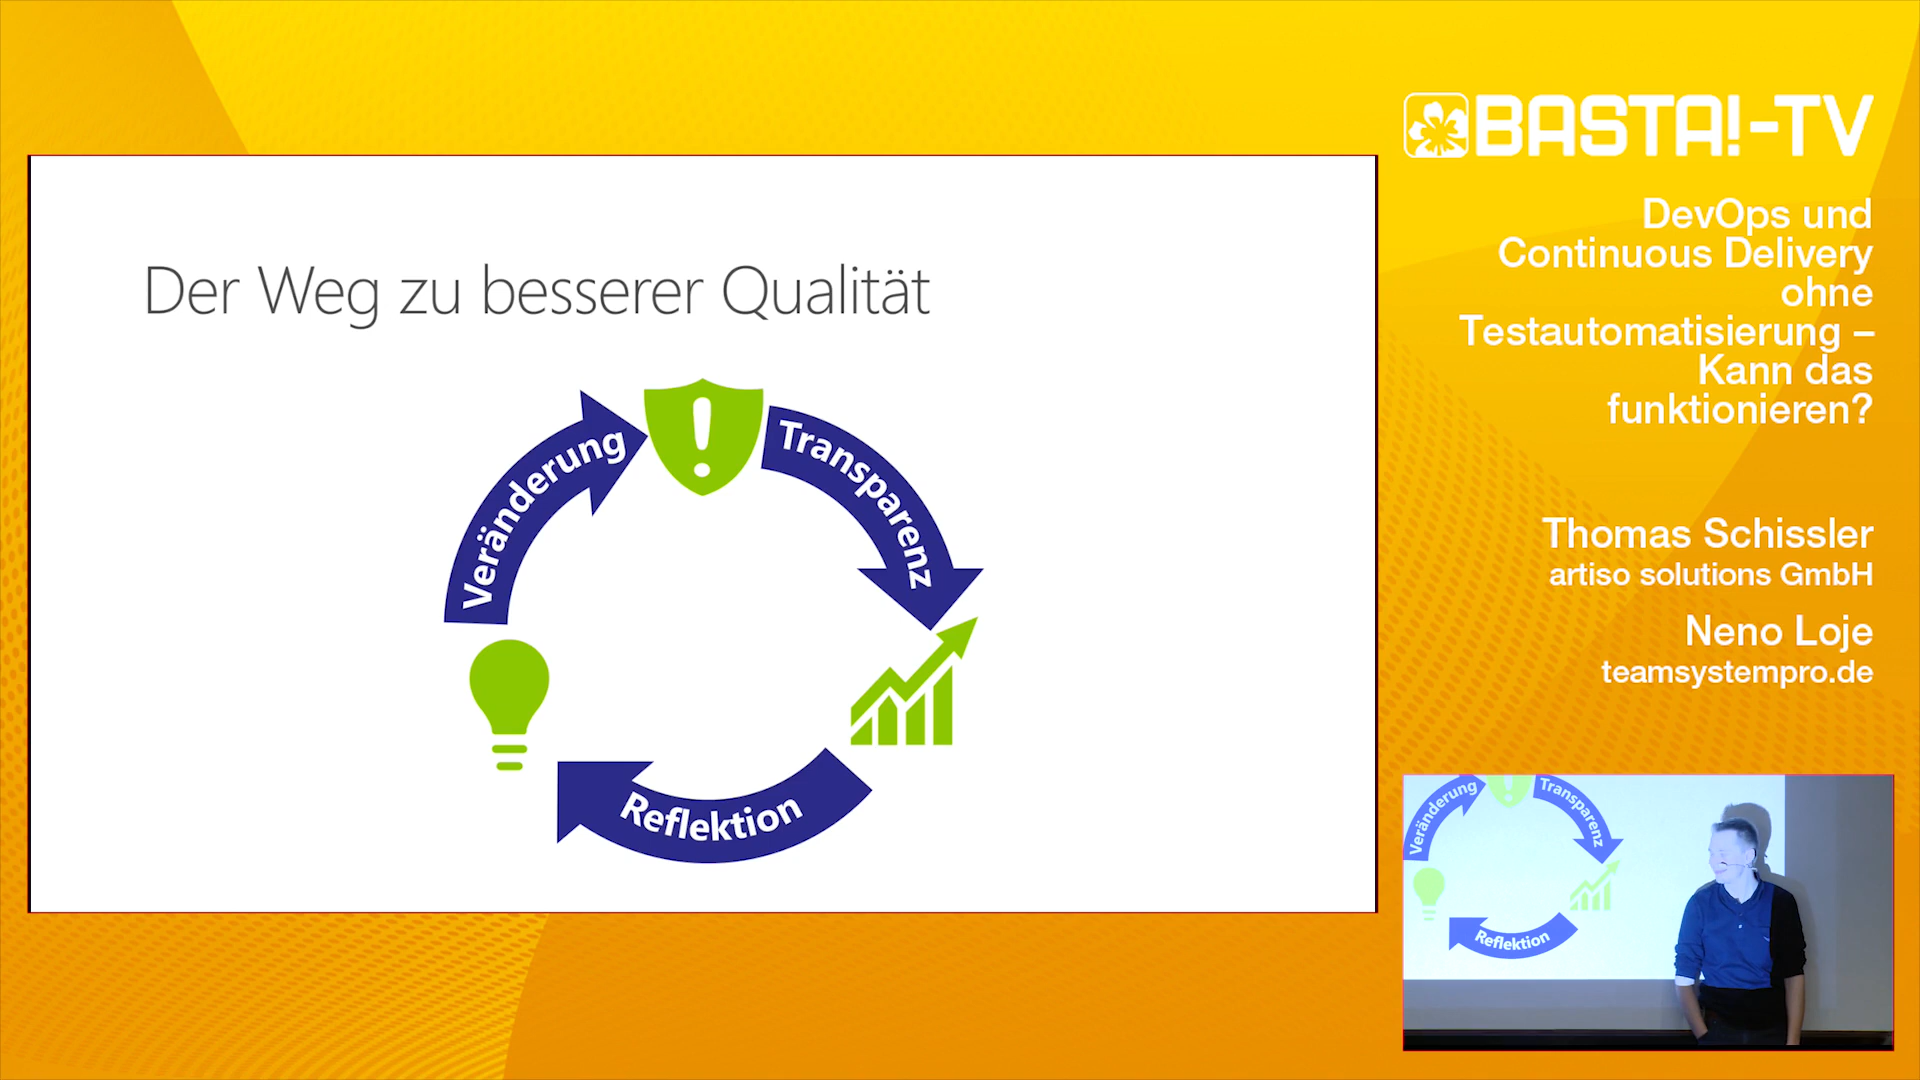 BASTA!-TV
DevOps und
Continuous Delivery
ohne
Testautomatisierung –
Kann das
funktionieren?
Thomas Schissler
artiso solutions GmbH
Neno Loje
teamsystempro.de
Der Weg zu besserer Qualität
Veränderung
Transparenz
Reflektion
Veränderung
Transparenz
Reflektion